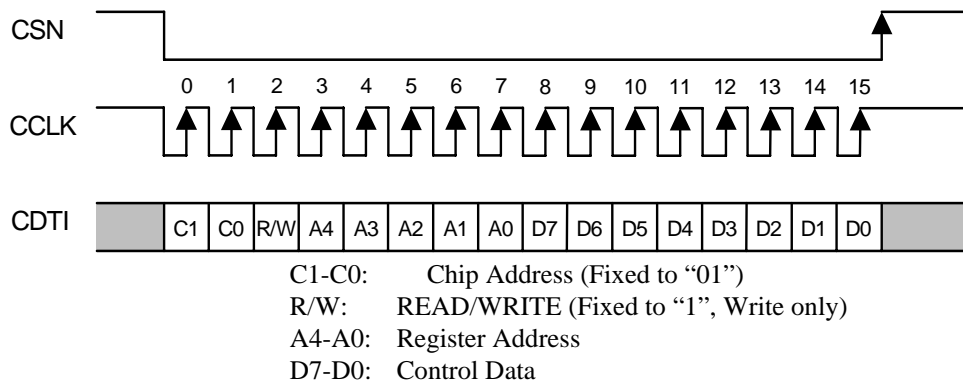 CSN
0 1 2 3 4 5 6 7 8 9 10 11 12 13 14 15
CCLK
CDTI C1 C0 R/W A4 A3 A2 A1 A0 D7 D6 D5 D4 D3 D2 D1 D0
C1-C0: Chip Address (Fixed to “01”)
R/W: READ/WRITE (Fixed to “1”, Write only)
A4-A0: Register Address
D7-D0: Control Data